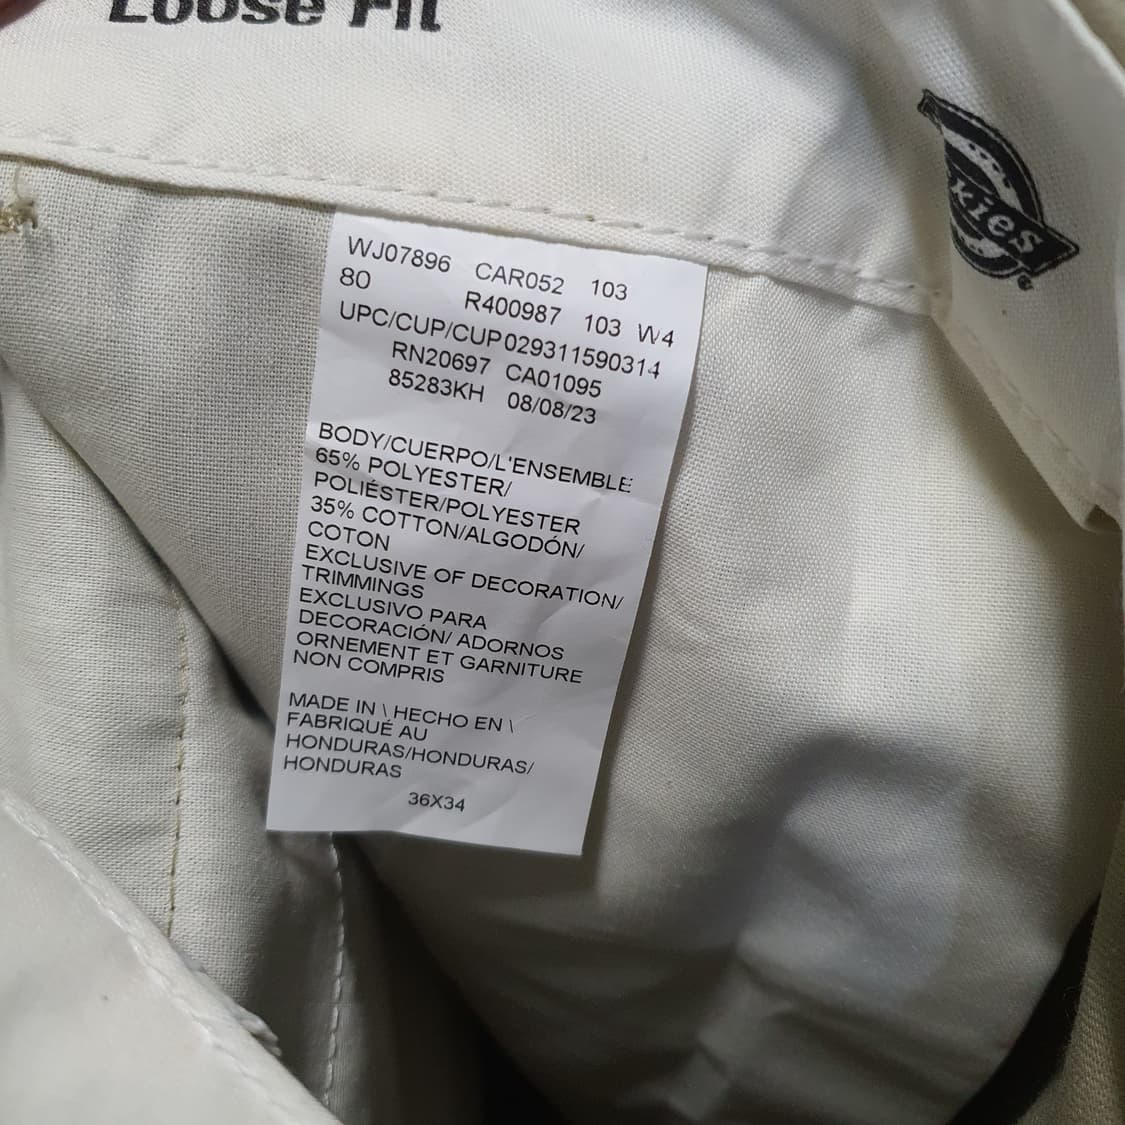 Loose Fit
kies
®
WJ07896 CAR052 103
80 R400987 103 W4
UPC/CUP/CUP029311590314
RN20697 CA01095
85283KH 08/08/23
BODY/CUERPO/L'ENSEMBLE:
65% POLYESTER/
POLIÉSTER/POLYESTER
35% COTTON/ALGODÓN/
COTON
EXCLUSIVE OF DECORATION/
TRIMMINGS
EXCLUSIVO PARA
DECORACIÓN/ ADORNOS
ORNEMENT ET GARNITURE
NON COMPRIS
MADE IN \ HECHO EN \
FABRIQUÉ AU
HONDURAS/HONDURAS/
HONDURAS
36X34